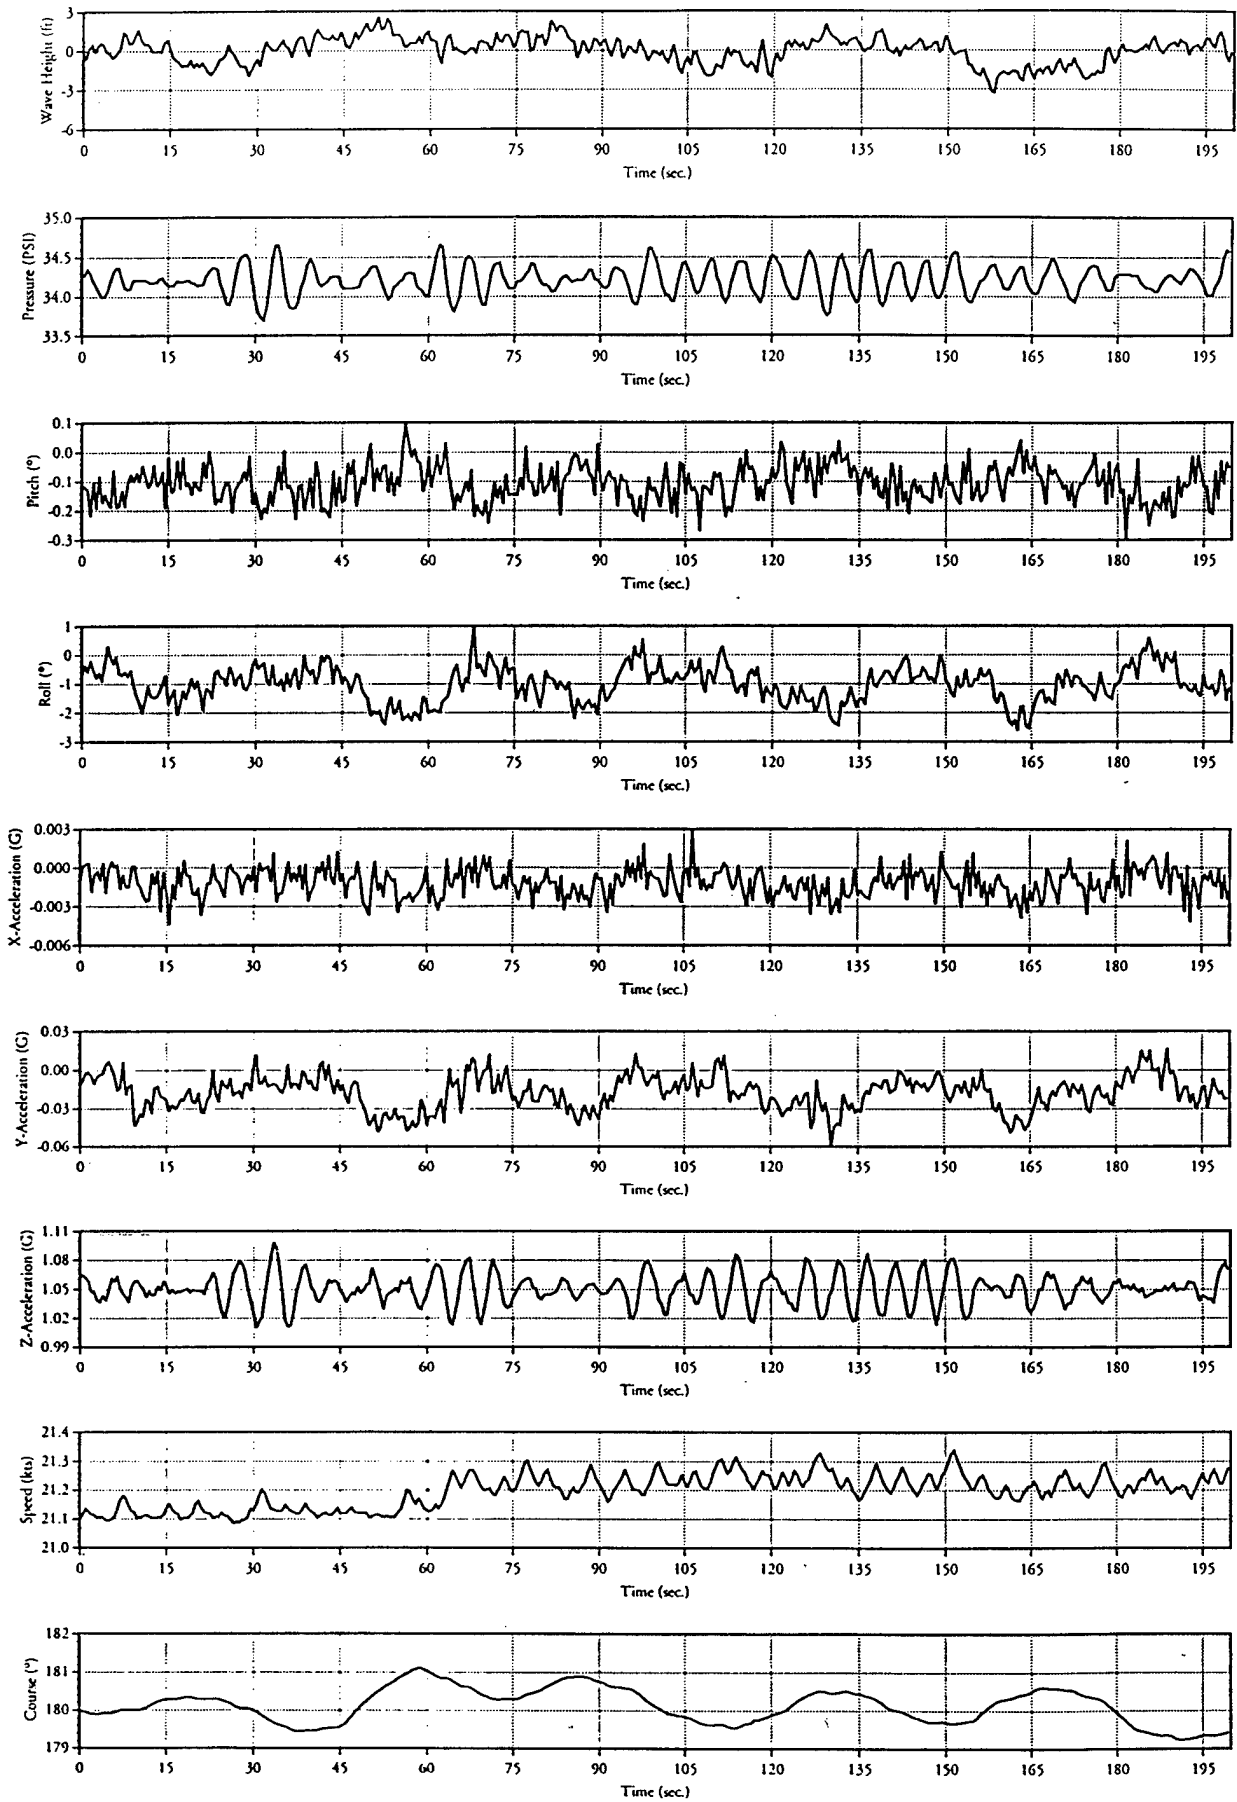 Wave Height (ft)
3
0
-3
-6
0 15 30 45 60 75 90 105 120 135 150 165 180 195
Time (sec.)
Pressure (PSI)
35.0
34.5
34.0
33.5
0 15 30 45 60 75 90 105 120 135 150 165 180 195
Time (sec.)
Pitch (°)
0.1
0.0
-0.1
-0.2
-0.3
0 15 30 45 60 75 90 105 120 135 150 165 180 195
Time (sec.)
Roll (°)
1
0
-1
-2
-3
0 15 30 45 60 75 90 105 120 135 150 165 180 195
Time (sec.)
X-Acceleration (G)
0.003
0.000
-0.003
-0.006
0 15 30 45 60 75 90 105 120 135 150 165 180 195
Time (sec.)
Y-Acceleration (G)
0.03
0.00
-0.03
-0.06
0 15 30 45 60 75 90 105 120 135 150 165 180 195
Time (sec.)
Z-Acceleration (G)
1.11
1.08
1.05
1.02
0.99
0 15 30 45 60 75 90 105 120 135 150 165 180 195
Time (sec.)
Speed (kts)
21.4
21.3
21.2
21.1
21.0
0 15 30 45 60 75 90 105 120 135 150 165 180 195
Time (sec.)
Course (°)
182
181
180
179
0 15 30 45 60 75 90 105 120 135 150 165 180 195
Time (sec.)